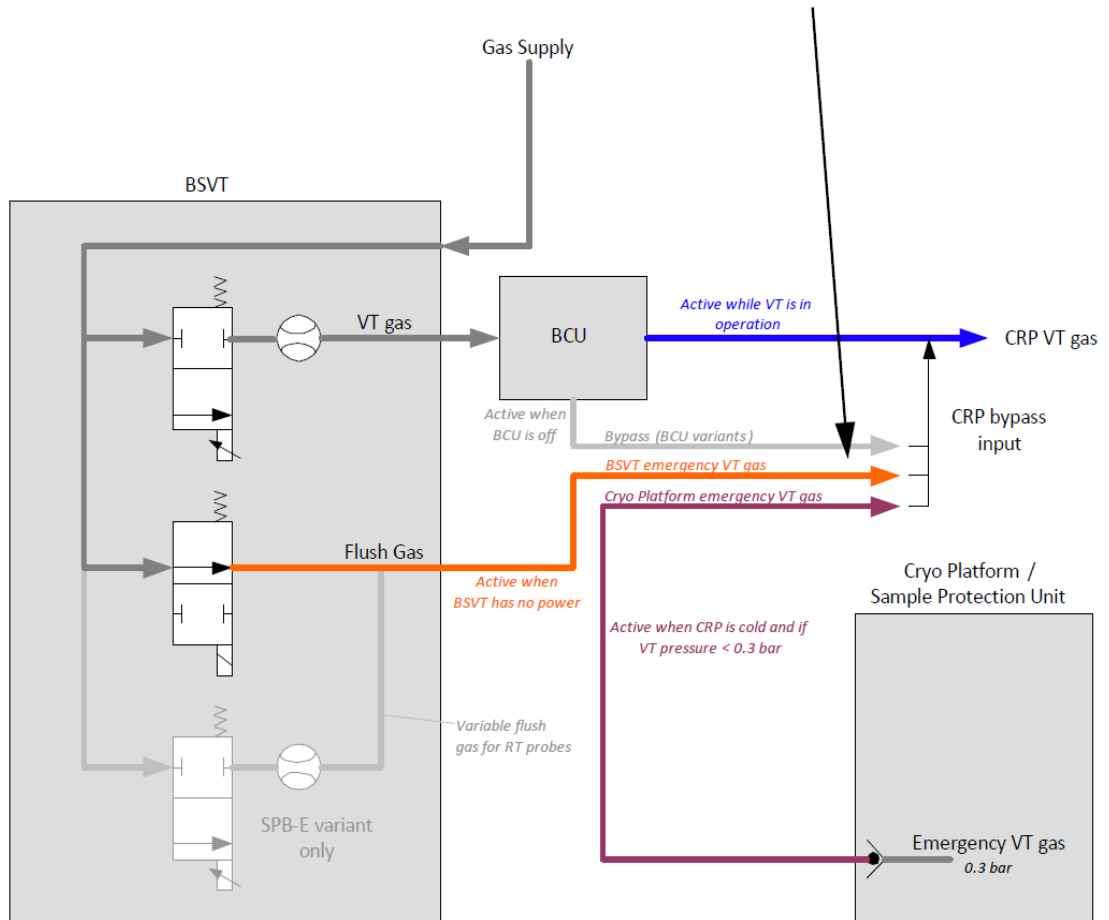 Gas Supply
BSVT
VT gas
BCU
Active while VT is in
operation
CRP VT gas
Active when
BCU is off
Bypass (BCU variants)
CRP bypass
input
BSVT emergency VT gas
Cryo Platform emergency VT gas
Flush Gas
Active when
BSVT has no power
Cryo Platform /
Sample Protection Unit
Active when CRP is cold and if
VT pressure < 0.3 bar
Variable flush
gas for RT probes
SPB-E variant
only
Emergency VT gas
0.3 bar